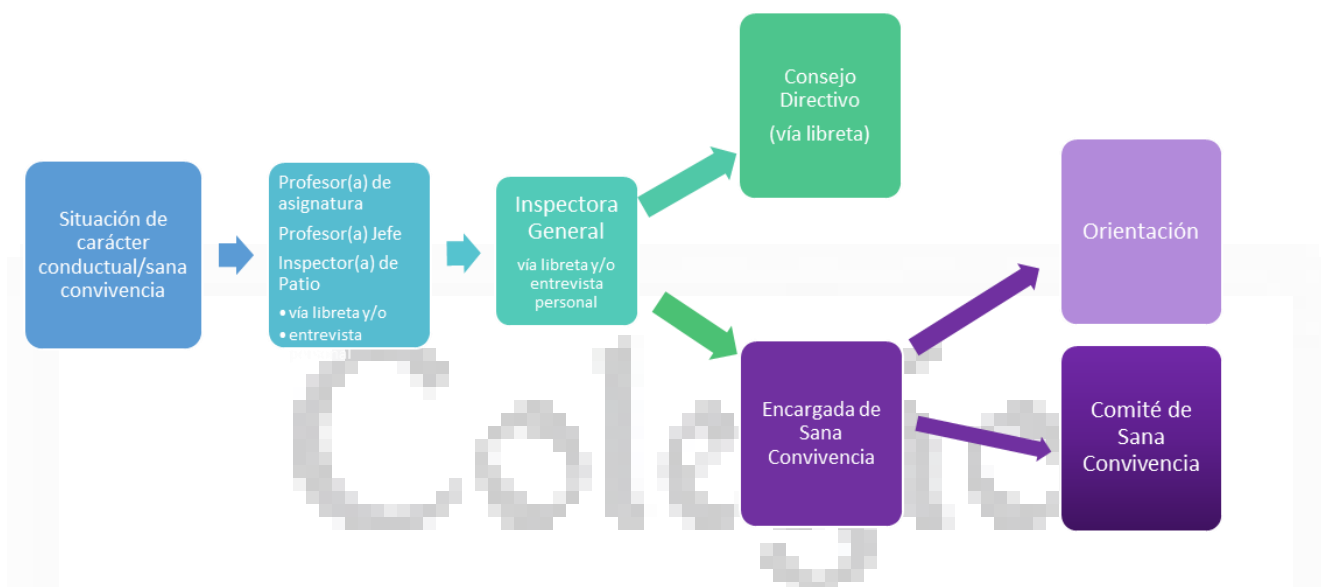 Situación de
carácter
conductual/sana
convivencia
Profesor(a) de
asignatura
Profesor(a) Jefe
Inspector(a) de
Patio
• vía libreta y/o
• entrevista
Inspectora
General
vía libreta y/o
entrevista
personal
Consejo
Directivo
(vía libreta)
Encargada de
Sana
Convivencia
Orientación
Comité de
Sana
Convivencia
Colegio